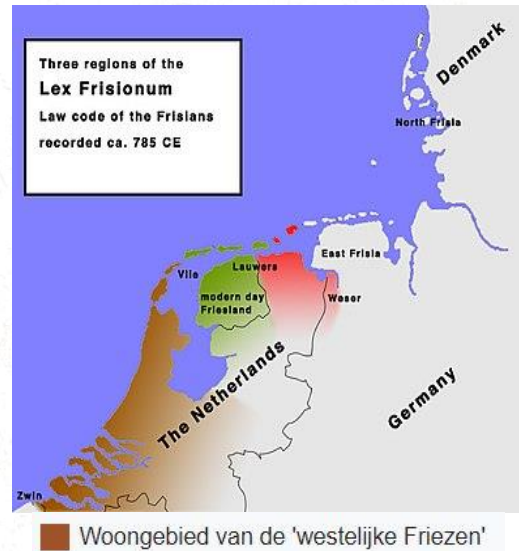 Three regions of the
Lex Frisionum
Law code of the Frisians
recorded ca. 785 CE
Denmark
North Frisia
East Frisia
Vlie
Lauwers
modern day
Friesland
Weser
The Netherlands
Germany
Zwin
Woongebied van de 'westelijke Friezen'